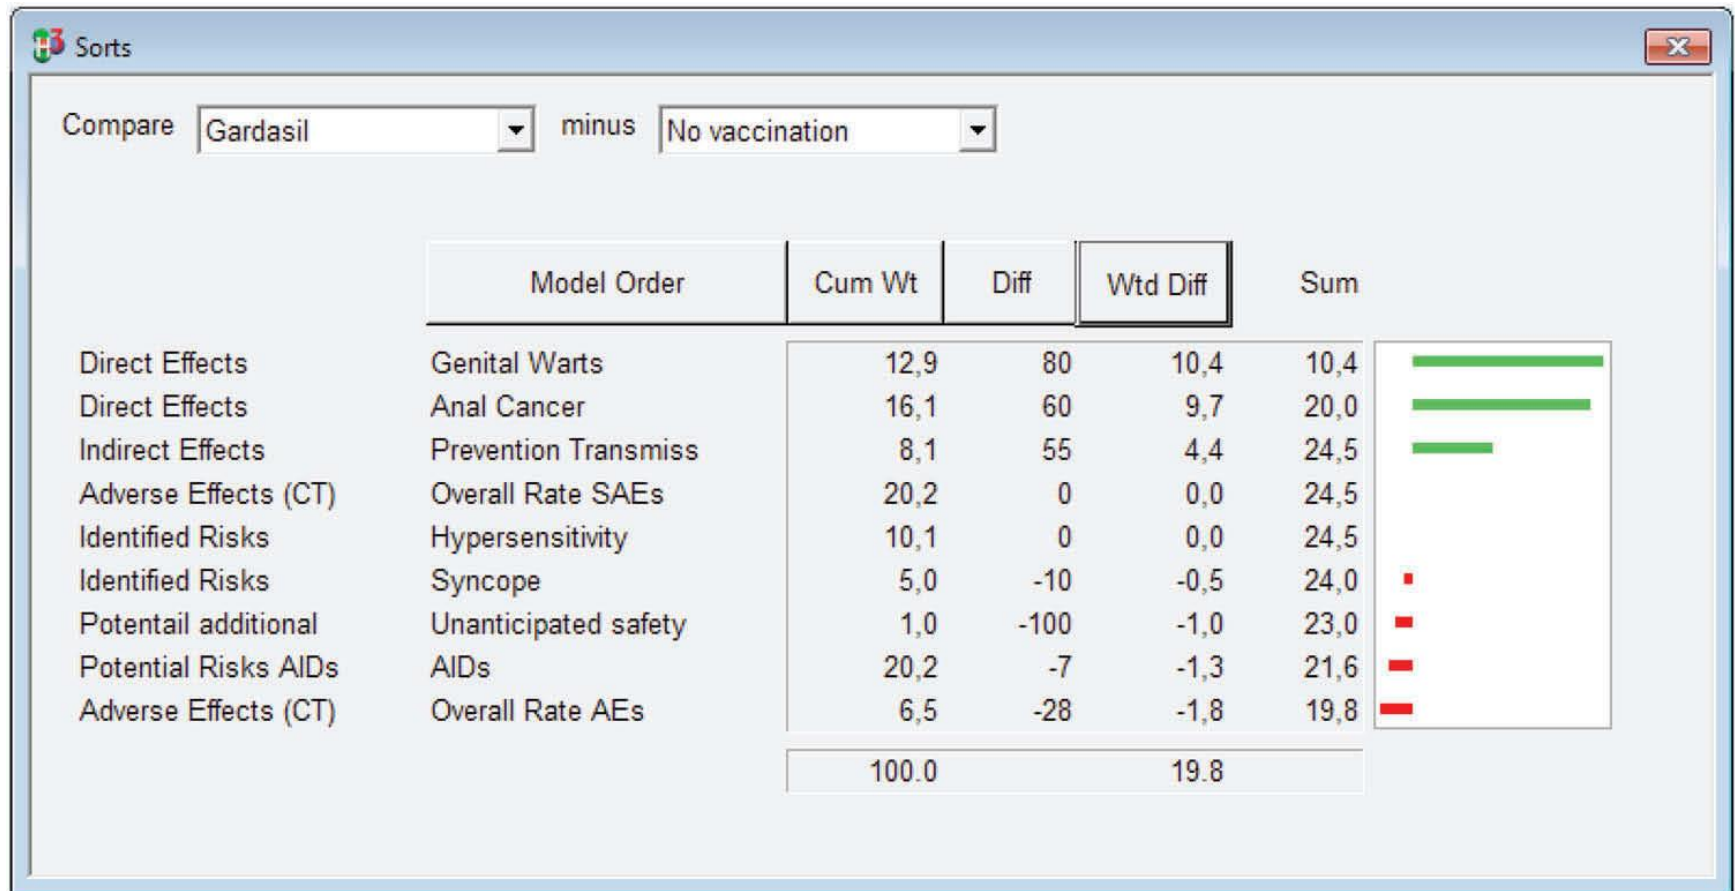 Sorts
Compare Gardasil minus No vaccination
Model Order Cum Wt Diff Wtd Diff Sum
Direct Effects Genital Warts 12,9 80 10,4 10,4
Direct Effects Anal Cancer 16,1 60 9,7 20,0
Indirect Effects Prevention Transmiss 8,1 55 4,4 24,5
Adverse Effects (CT) Overall Rate SAEs 20,2 0 0,0 24,5
Identified Risks Hypersensitivity 10,1 0 0,0 24,5
Identified Risks Syncope 5,0 -10 -0,5 24,0
Potentail additional Unanticipated safety 1,0 -100 -1,0 23,0
Potential Risks AIDs AIDs 20,2 -7 -1,3 21,6
Adverse Effects (CT) Overall Rate AEs 6,5 -28 -1,8 19,8
100.0 19.8